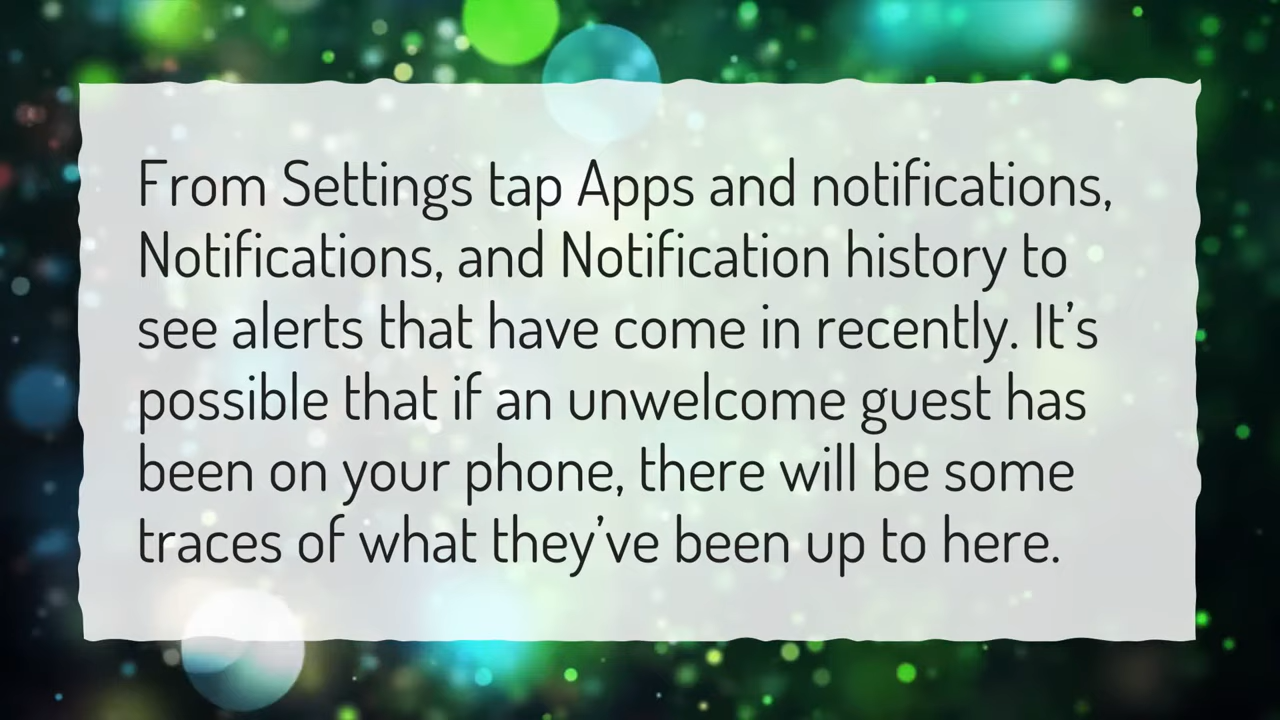 From Settings tap Apps and notifications,
Notifications, and Notification history to
see alerts that have come in recently. It’s
possible that if an unwelcome guest has
been on your phone, there will be some
traces of what they’ve been up to here.